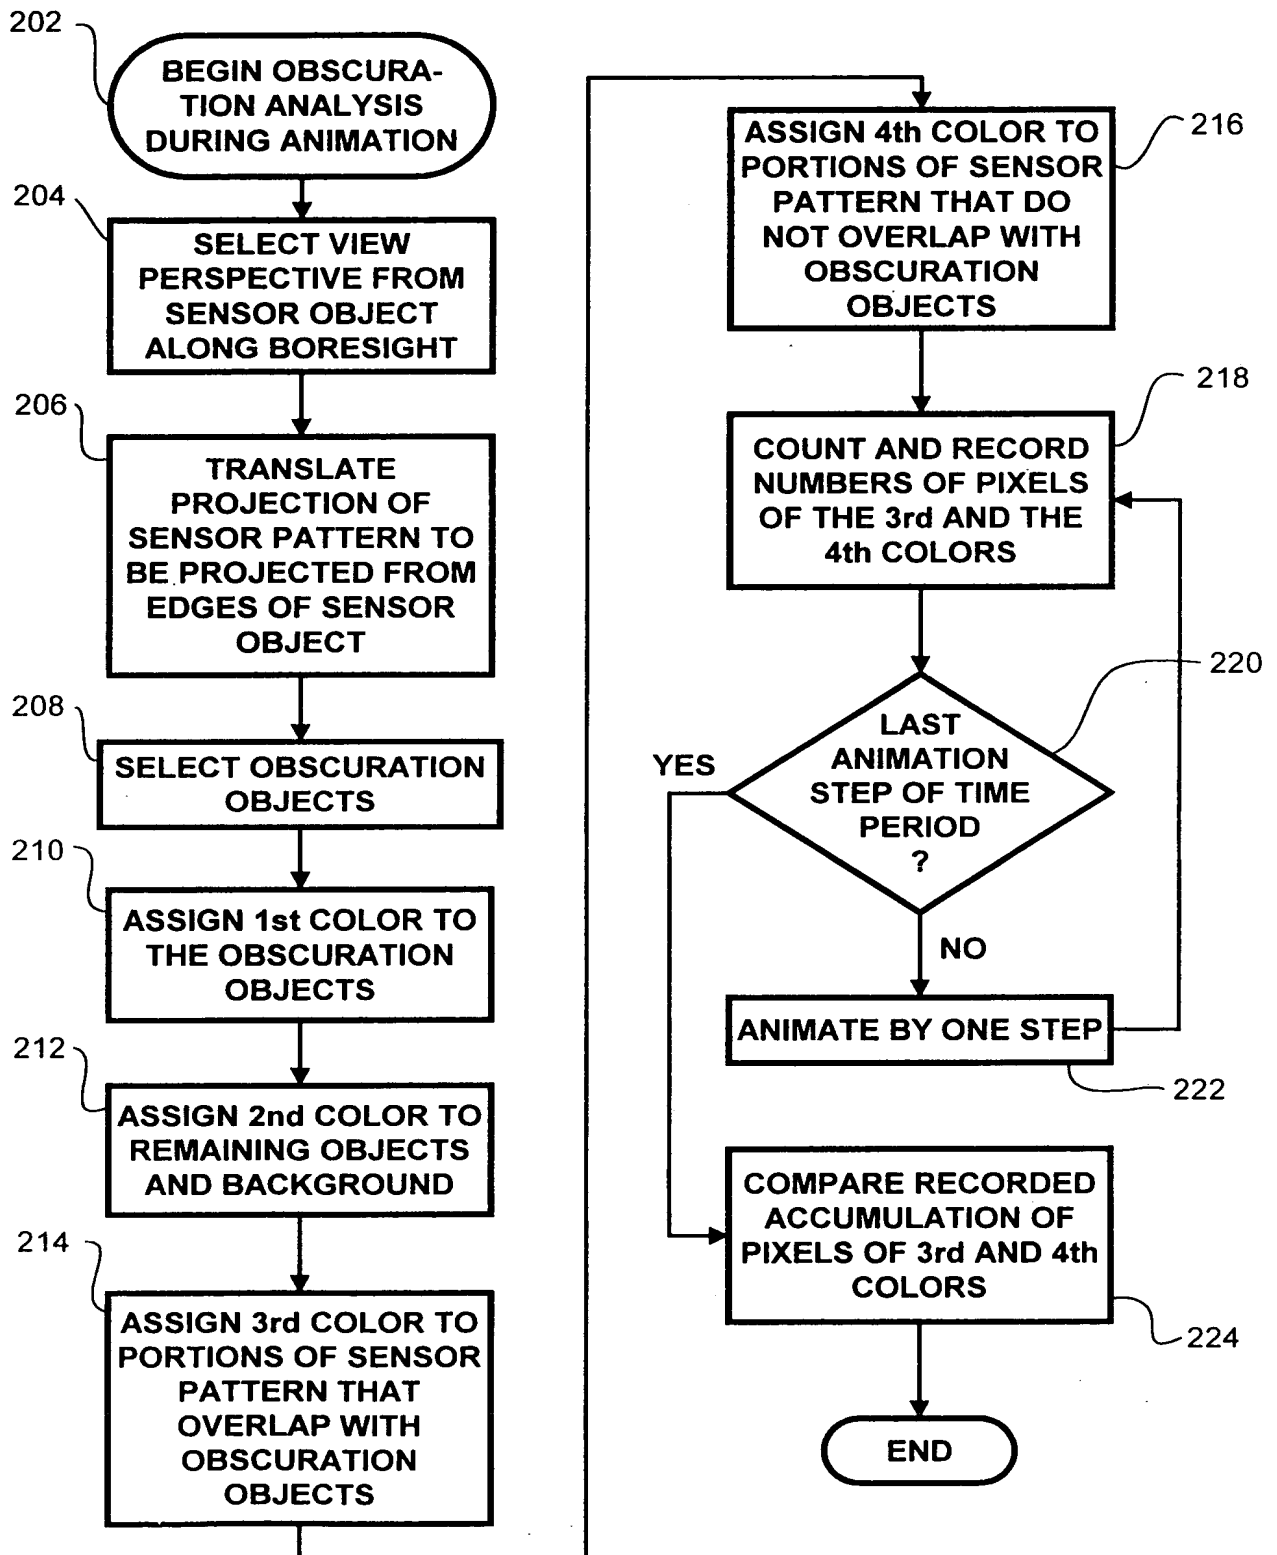 202
BEGIN OBSCURA-
TION ANALYSIS
DURING ANIMATION
204
SELECT VIEW
PERSPECTIVE FROM
SENSOR OBJECT
ALONG BORESIGHT
206
TRANSLATE
PROJECTION OF
SENSOR PATTERN TO
BE PROJECTED FROM
EDGES OF SENSOR
OBJECT
208
SELECT OBSCURATION
OBJECTS
210
ASSIGN 1st COLOR TO
THE OBSCURATION
OBJECTS
212
ASSIGN 2nd COLOR TO
REMAINING OBJECTS
AND BACKGROUND
214
ASSIGN 3rd COLOR TO
PORTIONS OF SENSOR
PATTERN THAT
OVERLAP WITH
OBSCURATION
OBJECTS
216
ASSIGN 4th COLOR TO
PORTIONS OF SENSOR
PATTERN THAT DO
NOT OVERLAP WITH
OBSCURATION
OBJECTS
218
COUNT AND RECORD
NUMBERS OF PIXELS
OF THE 3rd AND THE
4th COLORS
220
LAST
ANIMATION
STEP OF TIME
PERIOD
?
YES
NO
ANIMATE BY ONE STEP
222
COMPARE RECORDED
ACCUMULATION OF
PIXELS OF 3rd AND 4th
COLORS
224
END